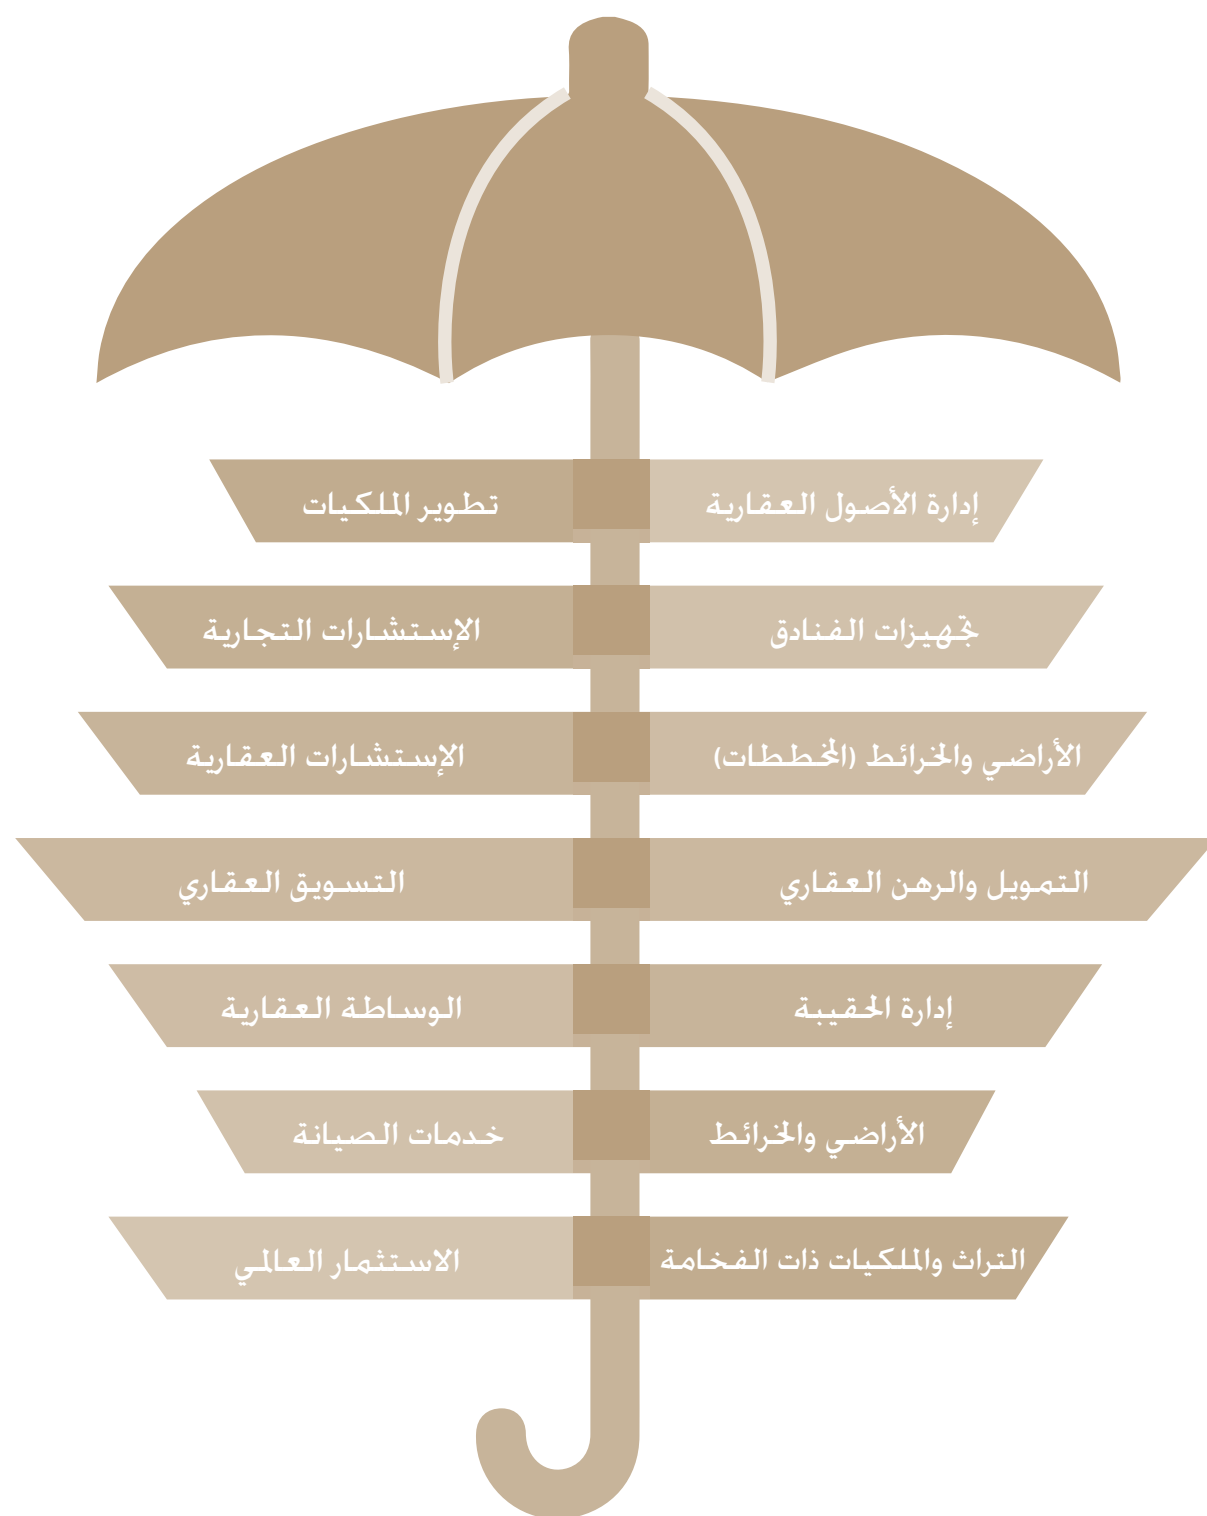 إدارة الأصول العقارية
تطوير الملكيات
تجهيزات الفنادق
الإستشارات التجارية
الأراضي والخرائط (المخططات)
الإستشارات العقارية
التمويل والرهن العقاري
التسويق العقاري
إدارة الحقيبة
الوساطة العقارية
الأراضي والخرائط
خدمات الصيانة
التراث والملكيات ذات الفخامة
الاستثمار العالمي